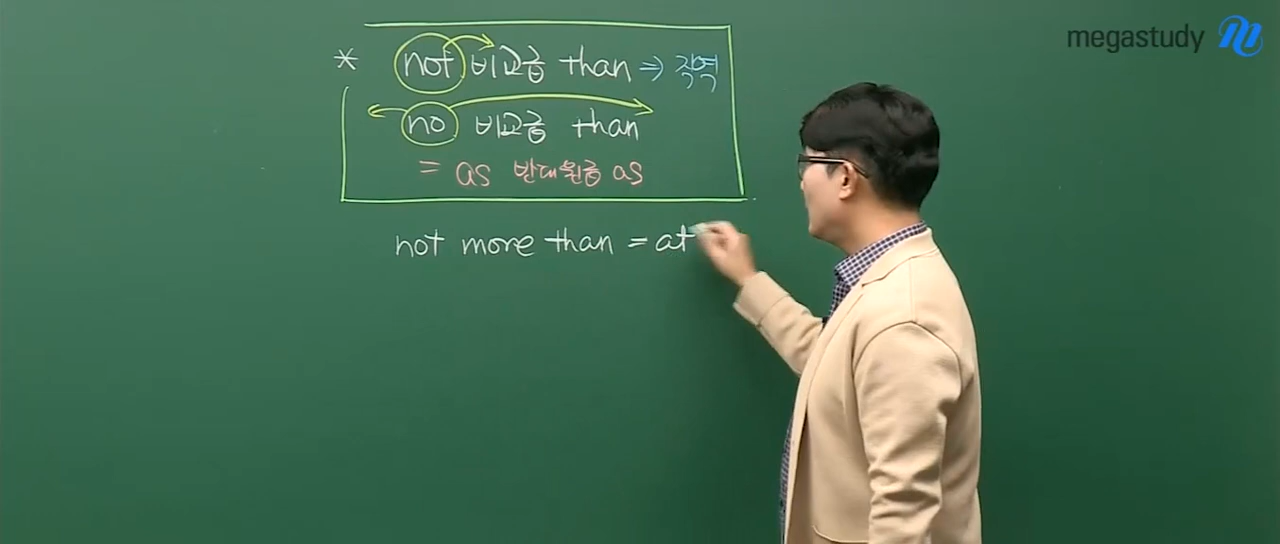 megastudy
* not 비교급 than ⇒ 직역
no 비교급 than
= as 반대원급 as
not more than = at